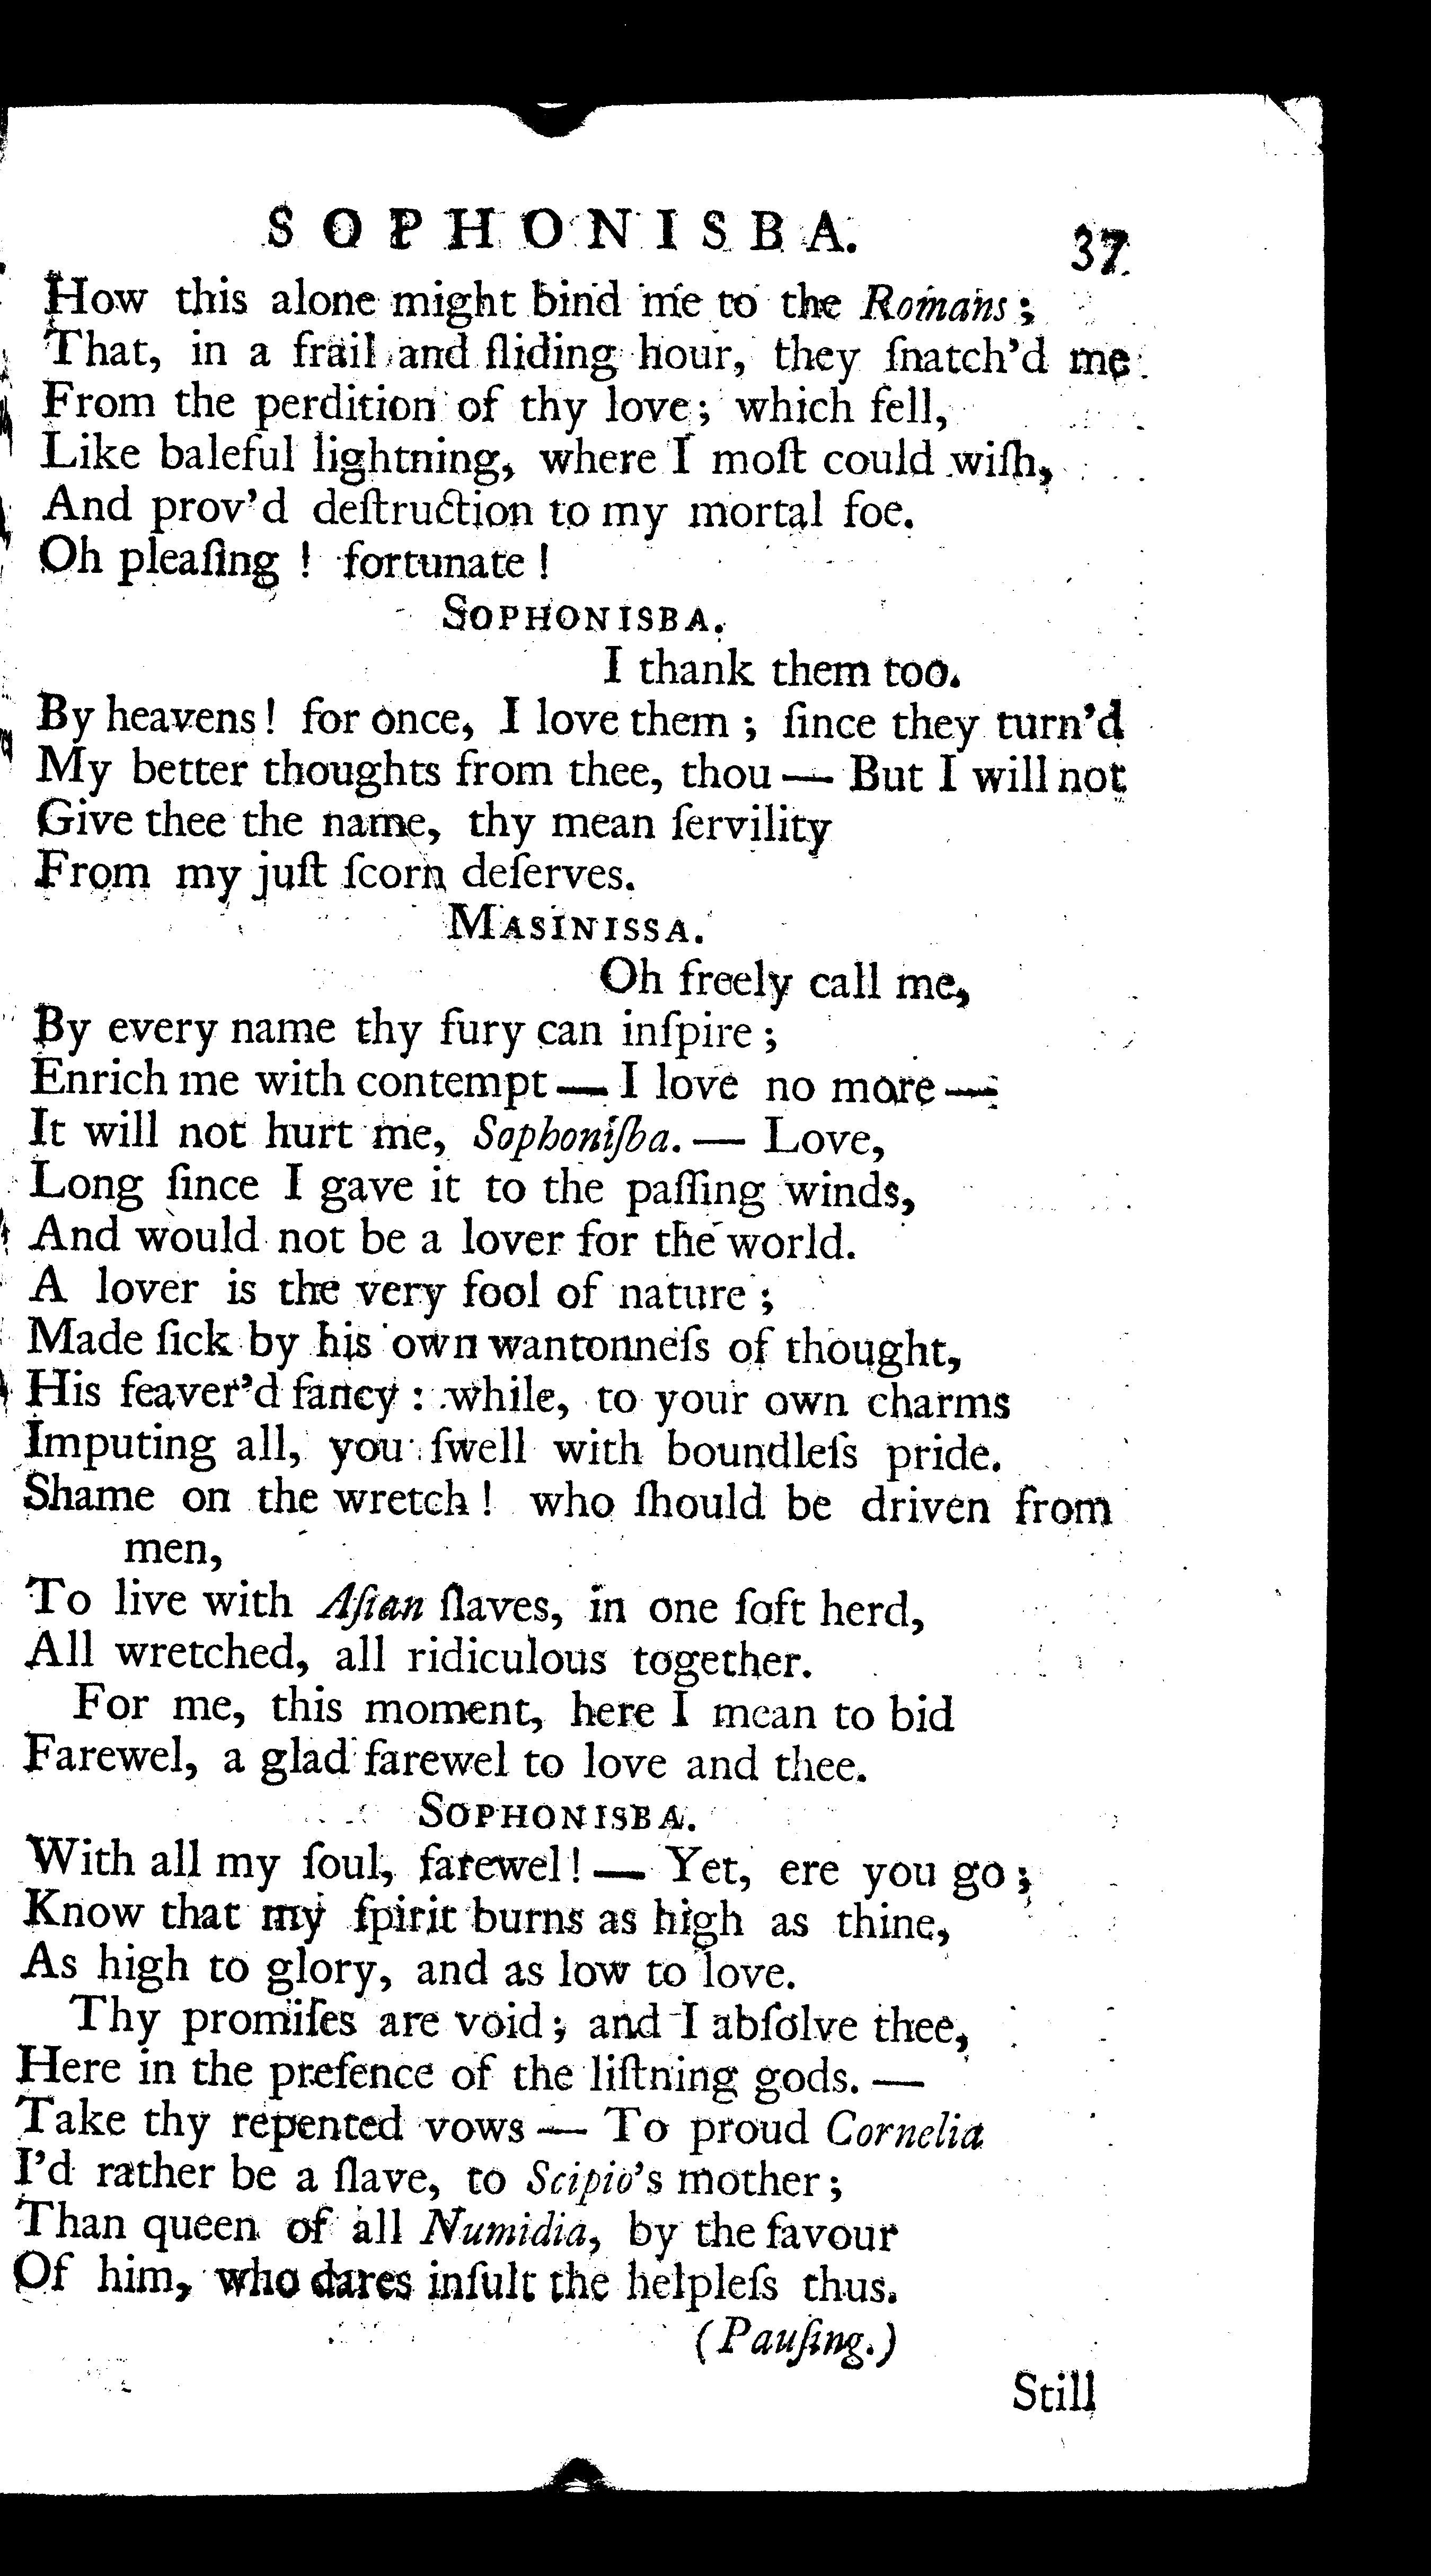 SOPHONISBA. 37
How this alone might bind me to the Romans;
That, in a frail and ſliding hour, they ſnatch'd me
From the perdition of thy love; which fell,
Like baleful lightning, where I moſt could wiſh,
And prov'd deſtruction to my mortal foe.
Oh pleaſing! fortunate!
SOPHONISBA.
I thank them too.
By heavens! for once, I love them; ſince they turn'd
My better thoughts from thee, thou — But I will not
Give thee the name, thy mean ſervility
From my juſt ſcorn deſerves.
MASINISSA.
Oh freely call me,
By every name thy fury can inſpire;
Enrich me with contempt — I love no more —
It will not hurt me, Sophoniſba. — Love,
Long ſince I gave it to the paſſing winds,
And would not be a lover for the world.
A lover is the very fool of nature;
Made ſick by his own wantonneſs of thought,
His feaver'd fancy: while, to your own charms
Imputing all, you ſwell with boundleſs pride.
Shame on the wretch! who ſhould be driven from
men,
To live with Aſian ſlaves, in one ſoft herd,
All wretched, all ridiculous together.
For me, this moment, here I mean to bid
Farewel, a glad farewel to love and thee.
SOPHONISBA.
With all my ſoul, farewel! — Yet, ere you go;
Know that my ſpirit burns as high as thine,
As high to glory, and as low to love.
Thy promiſes are void; and I abſolve thee,
Here in the preſence of the liſtning gods. —
Take thy repented vows — To proud Cornelia
I'd rather be a ſlave, to Scipio's mother;
Than queen of all Numidia, by the favour
Of him, who dares inſult the helpleſs thus.
(Pauſing.)
Still